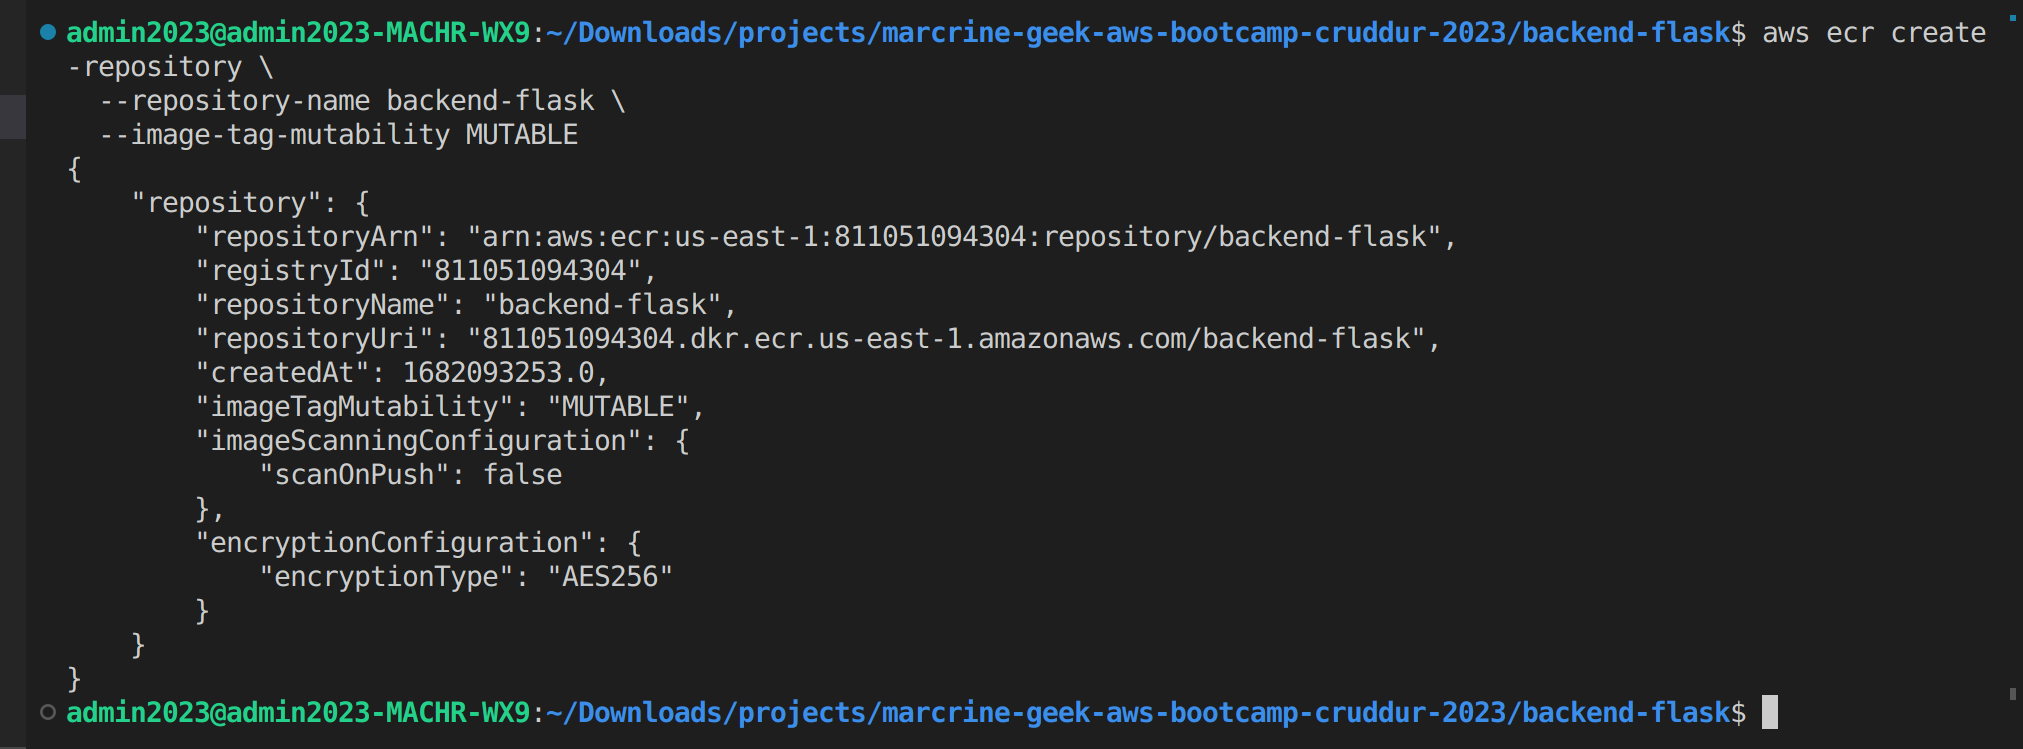 admin2023@admin2023-MACHR-WX9:~/Downloads/projects/marcrine-geek-aws-bootcamp-cruddur-2023/backend-flask$ aws ecr create
-repository \
  --repository-name backend-flask \
  --image-tag-mutability MUTABLE
{
    "repository": {
        "repositoryArn": "arn:aws:ecr:us-east-1:811051094304:repository/backend-flask",
        "registryId": "811051094304",
        "repositoryName": "backend-flask",
        "repositoryUri": "811051094304.dkr.ecr.us-east-1.amazonaws.com/backend-flask",
        "createdAt": 1682093253.0,
        "imageTagMutability": "MUTABLE",
        "imageScanningConfiguration": {
            "scanOnPush": false
        },
        "encryptionConfiguration": {
            "encryptionType": "AES256"
        }
    }
}
admin2023@admin2023-MACHR-WX9:~/Downloads/projects/marcrine-geek-aws-bootcamp-cruddur-2023/backend-flask$